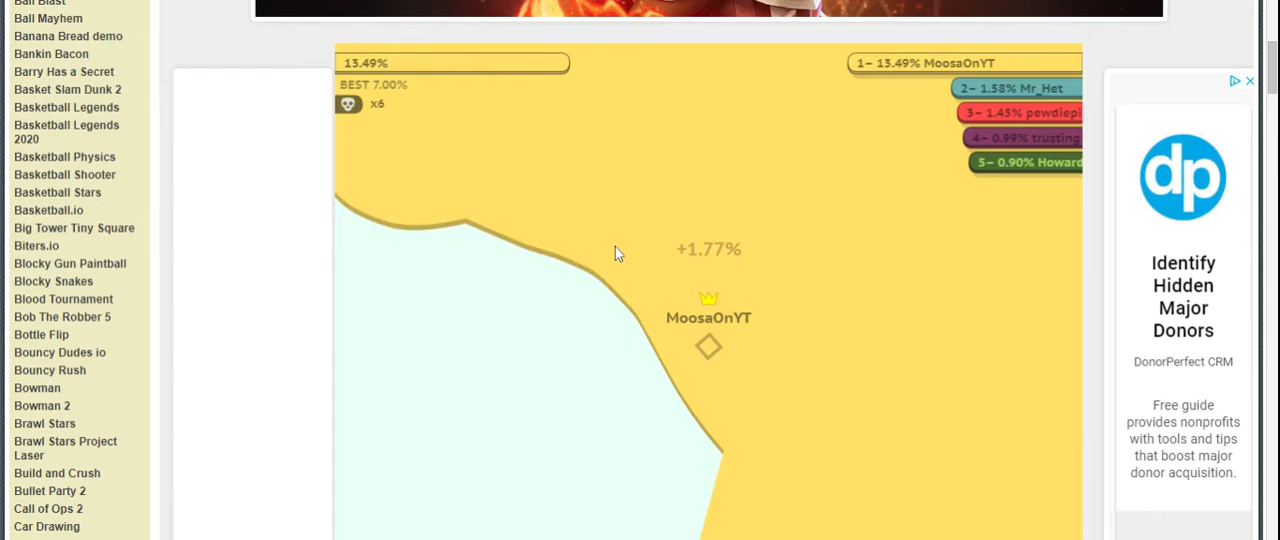 Ball Blast
Ball Mayhem
Banana Bread demo
Bankin Bacon
Barry Has a Secret
Basket Slam Dunk 2
Basketball Legends
Basketball Legends
2020
Basketball Physics
Basketball Shooter
Basketball Stars
Basketball.io
Big Tower Tiny Square
Biters.io
Blocky Gun Paintball
Blocky Snakes
Blood Tournament
Bob The Robber 5
Bottle Flip
Bouncy Dudes io
Bouncy Rush
Bowman
Bowman 2
Brawl Stars
Brawl Stars Project
Laser
Build and Crush
Bullet Party 2
Call of Ops 2
Car Drawing
13.49%
BEST 7.00%
x6
1- 13.49% MoosaOnYT
2- 1.58% Mr_Het
3- 1.45% pewdiepi
4- 0.99% trusting
5- 0.90% Howard
+1.77%
MoosaOnYT
dp
Identify
Hidden
Major
Donors
DonorPerfect CRM
Free guide
provides nonprofits
with tools and tips
that boost major
donor acquisition.